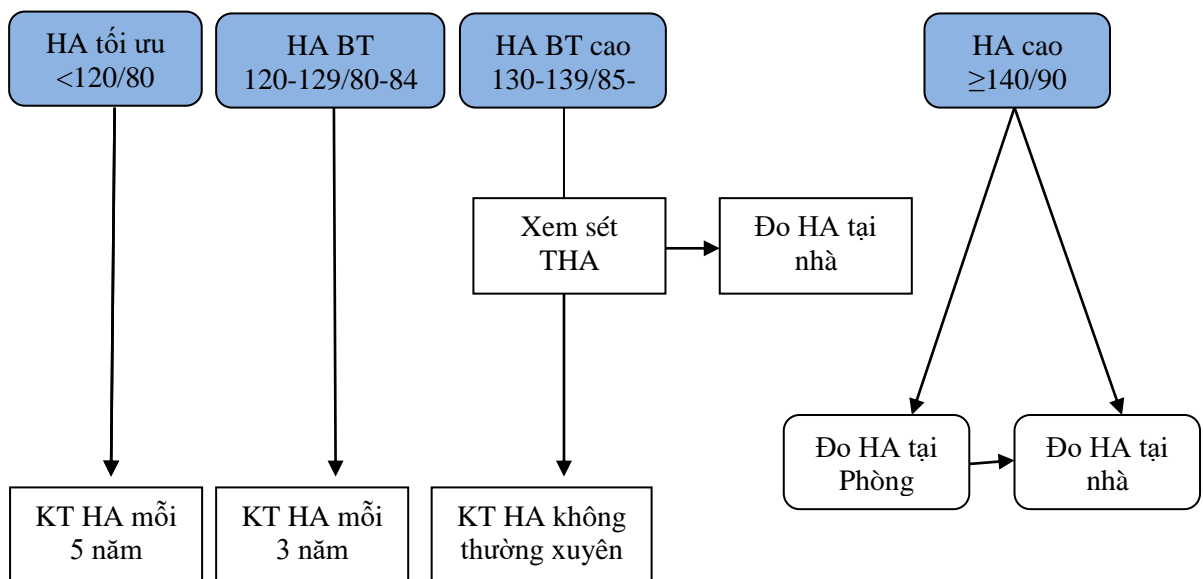 HA tối ưu
<120/80
HA BT
120-129/80-84
HA BT cao
130-139/85-
HA cao
≥140/90
Xem sét
THA
Đo HA tại
nhà
Đo HA tại
Phòng
Đo HA tại
nhà
KT HA mỗi
5 năm
KT HA mỗi
3 năm
KT HA không
thường xuyên